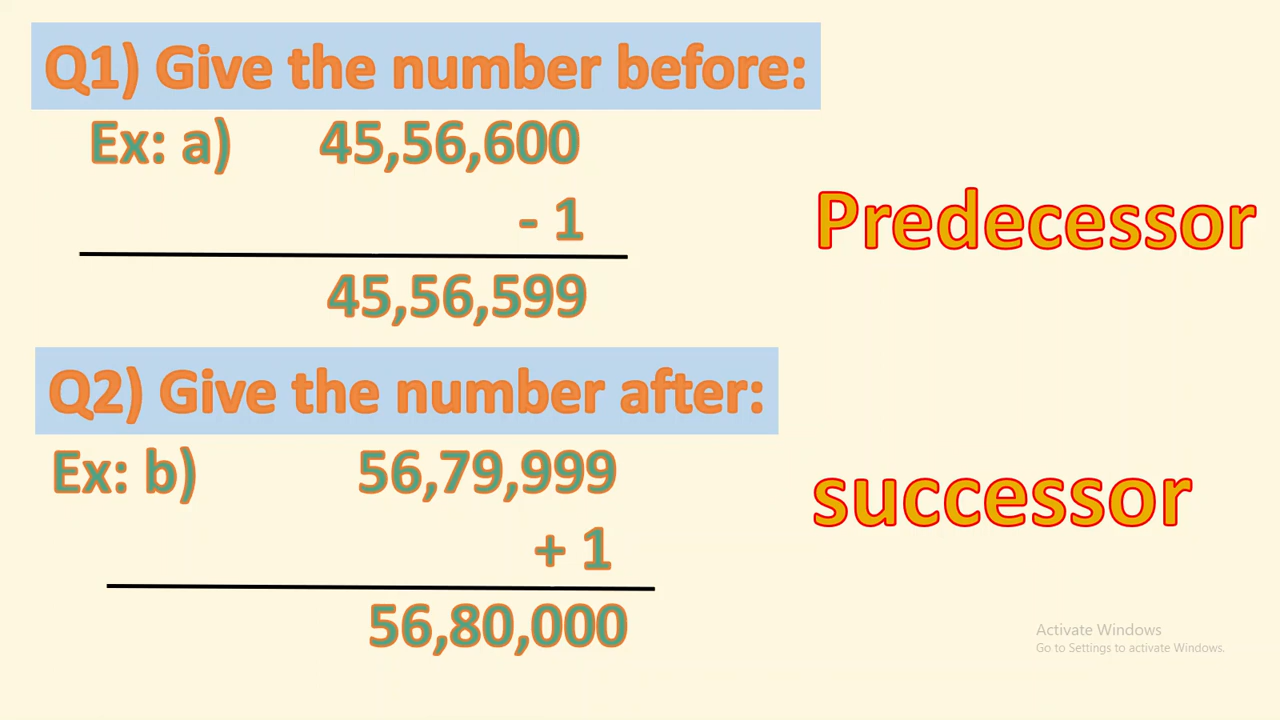 Q1) Give the number before:
Ex: a) 45,56,600
- 1
Predecessor
45,56,599
Q2) Give the number after:
Ex: b) 56,79,999
successor
+ 1
56,80,000
Activate Windows
Go to Settings to activate Windows.